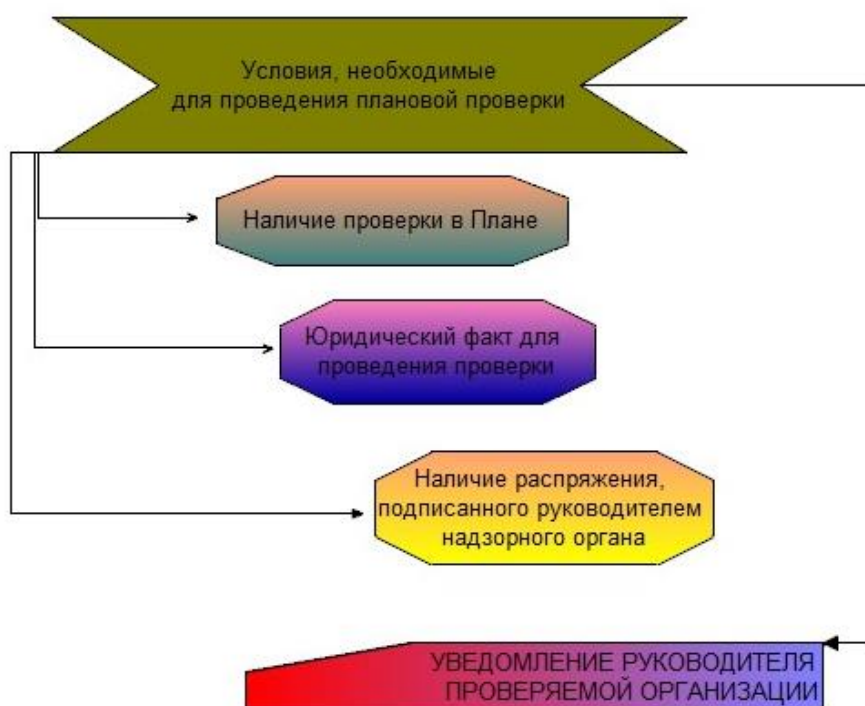 Условия, необходимые
для проведения плановой проверки
Наличие проверки в Плане
Юридический факт для
проведения проверки
Наличие распряжения,
подписанного руководителем
надзорного органа
УВЕДОМЛЕНИЕ РУКОВОДИТЕЛЯ
ПРОВЕРЯЕМОЙ ОРГАНИЗАЦИИ